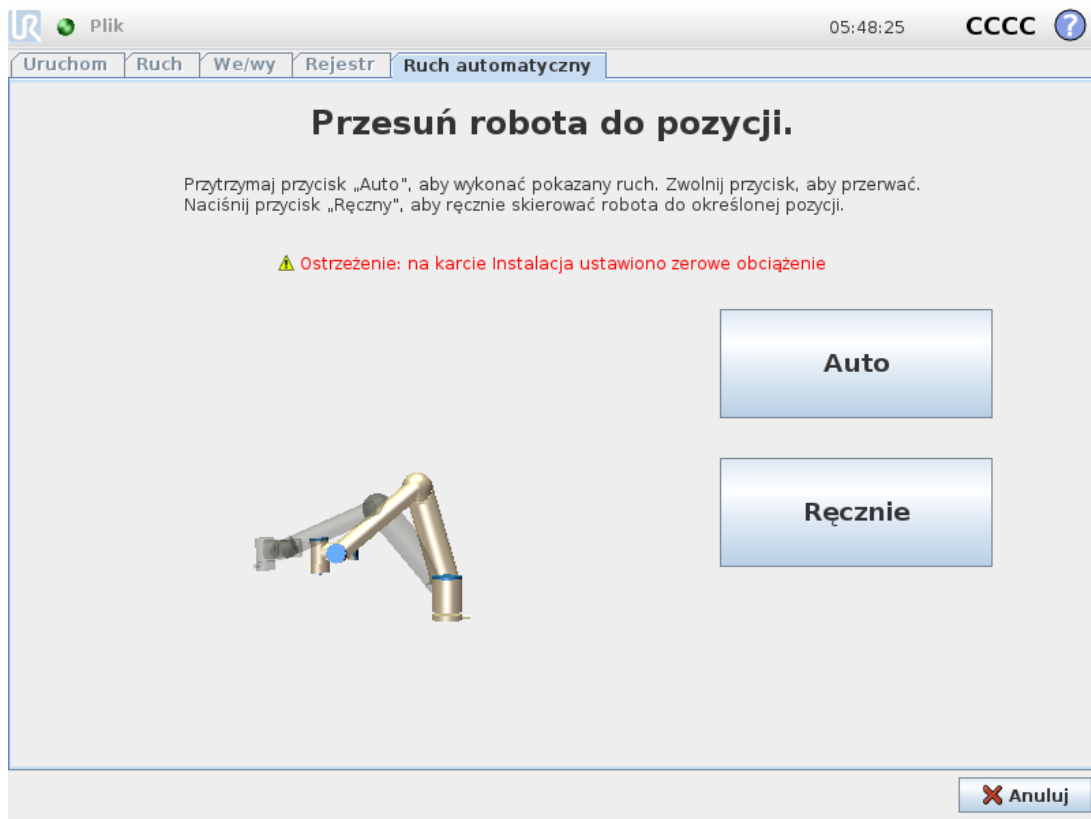 UR Plik 05:48:25 CCCC ?
Uruchom Ruch We/wy Rejestr Ruch automatyczny
Przesuń robota do pozycji.
Przytrzymaj przycisk „Auto", aby wykonać pokazany ruch. Zwolnij przycisk, aby przerwać.
Naciśnij przycisk „Ręczny", aby ręcznie skierować robota do określonej pozycji.
Ostrzeżenie: na karcie Instalacja ustawiono zerowe obciążenie
Auto
Ręcznie
Anuluj